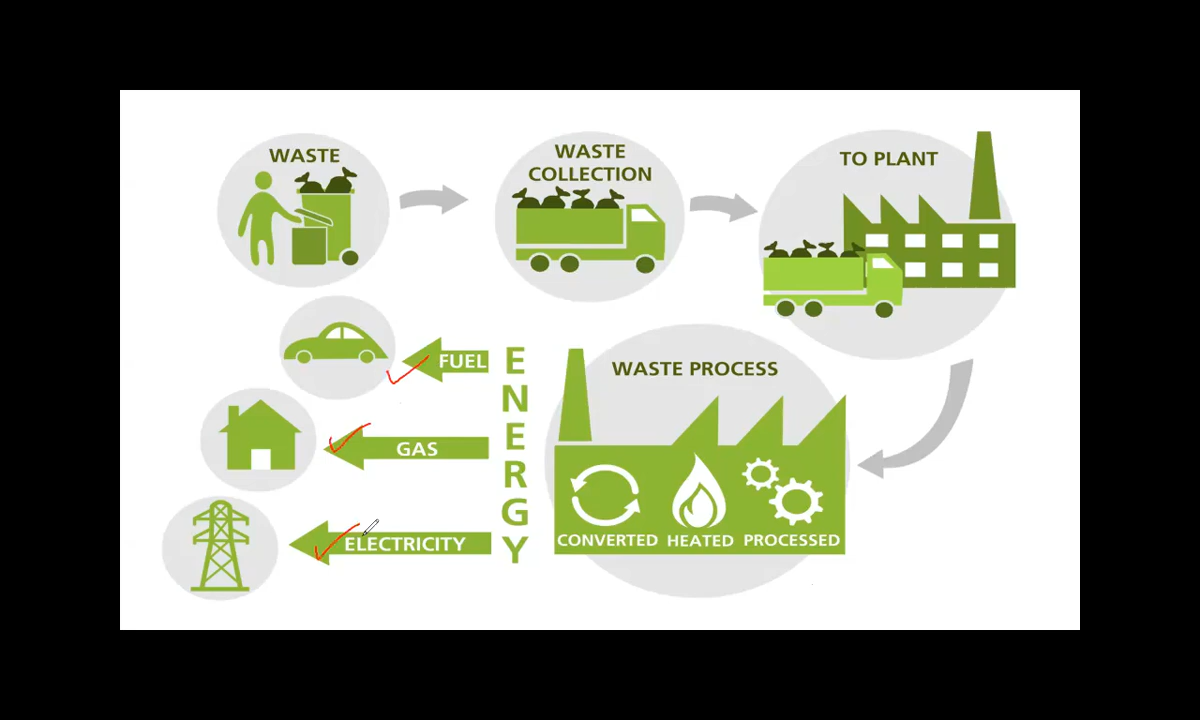 WASTE
WASTE
COLLECTION
TO PLANT
WASTE PROCESS
CONVERTED HEATED PROCESSED
ENERGY
FUEL
GAS
ELECTRICITY